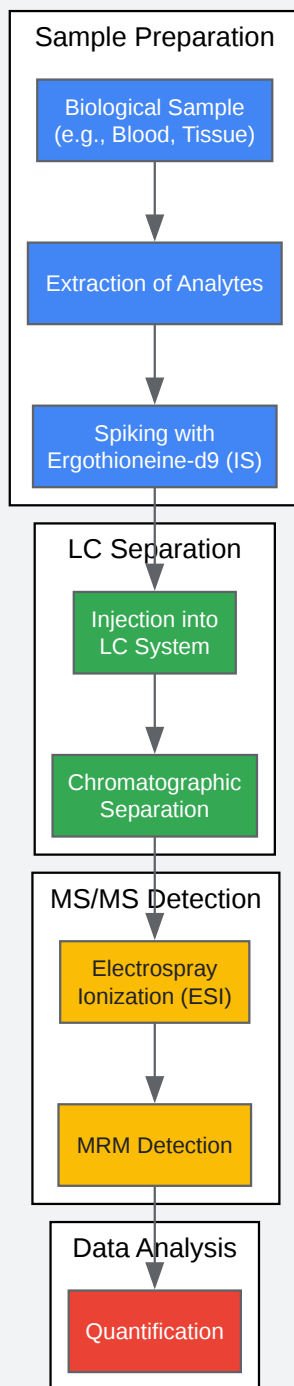 Sample Preparation
Biological Sample
(e.g., Blood, Tissue)
Extraction of Analytes
Spiking with
Ergothioneine-d9 (IS)
LC Separation
Injection into
LC System
Chromatographic
Separation
MS/MS Detection
Electrospray
Ionization (ESI)
MRM Detection
Data Analysis
Quantification